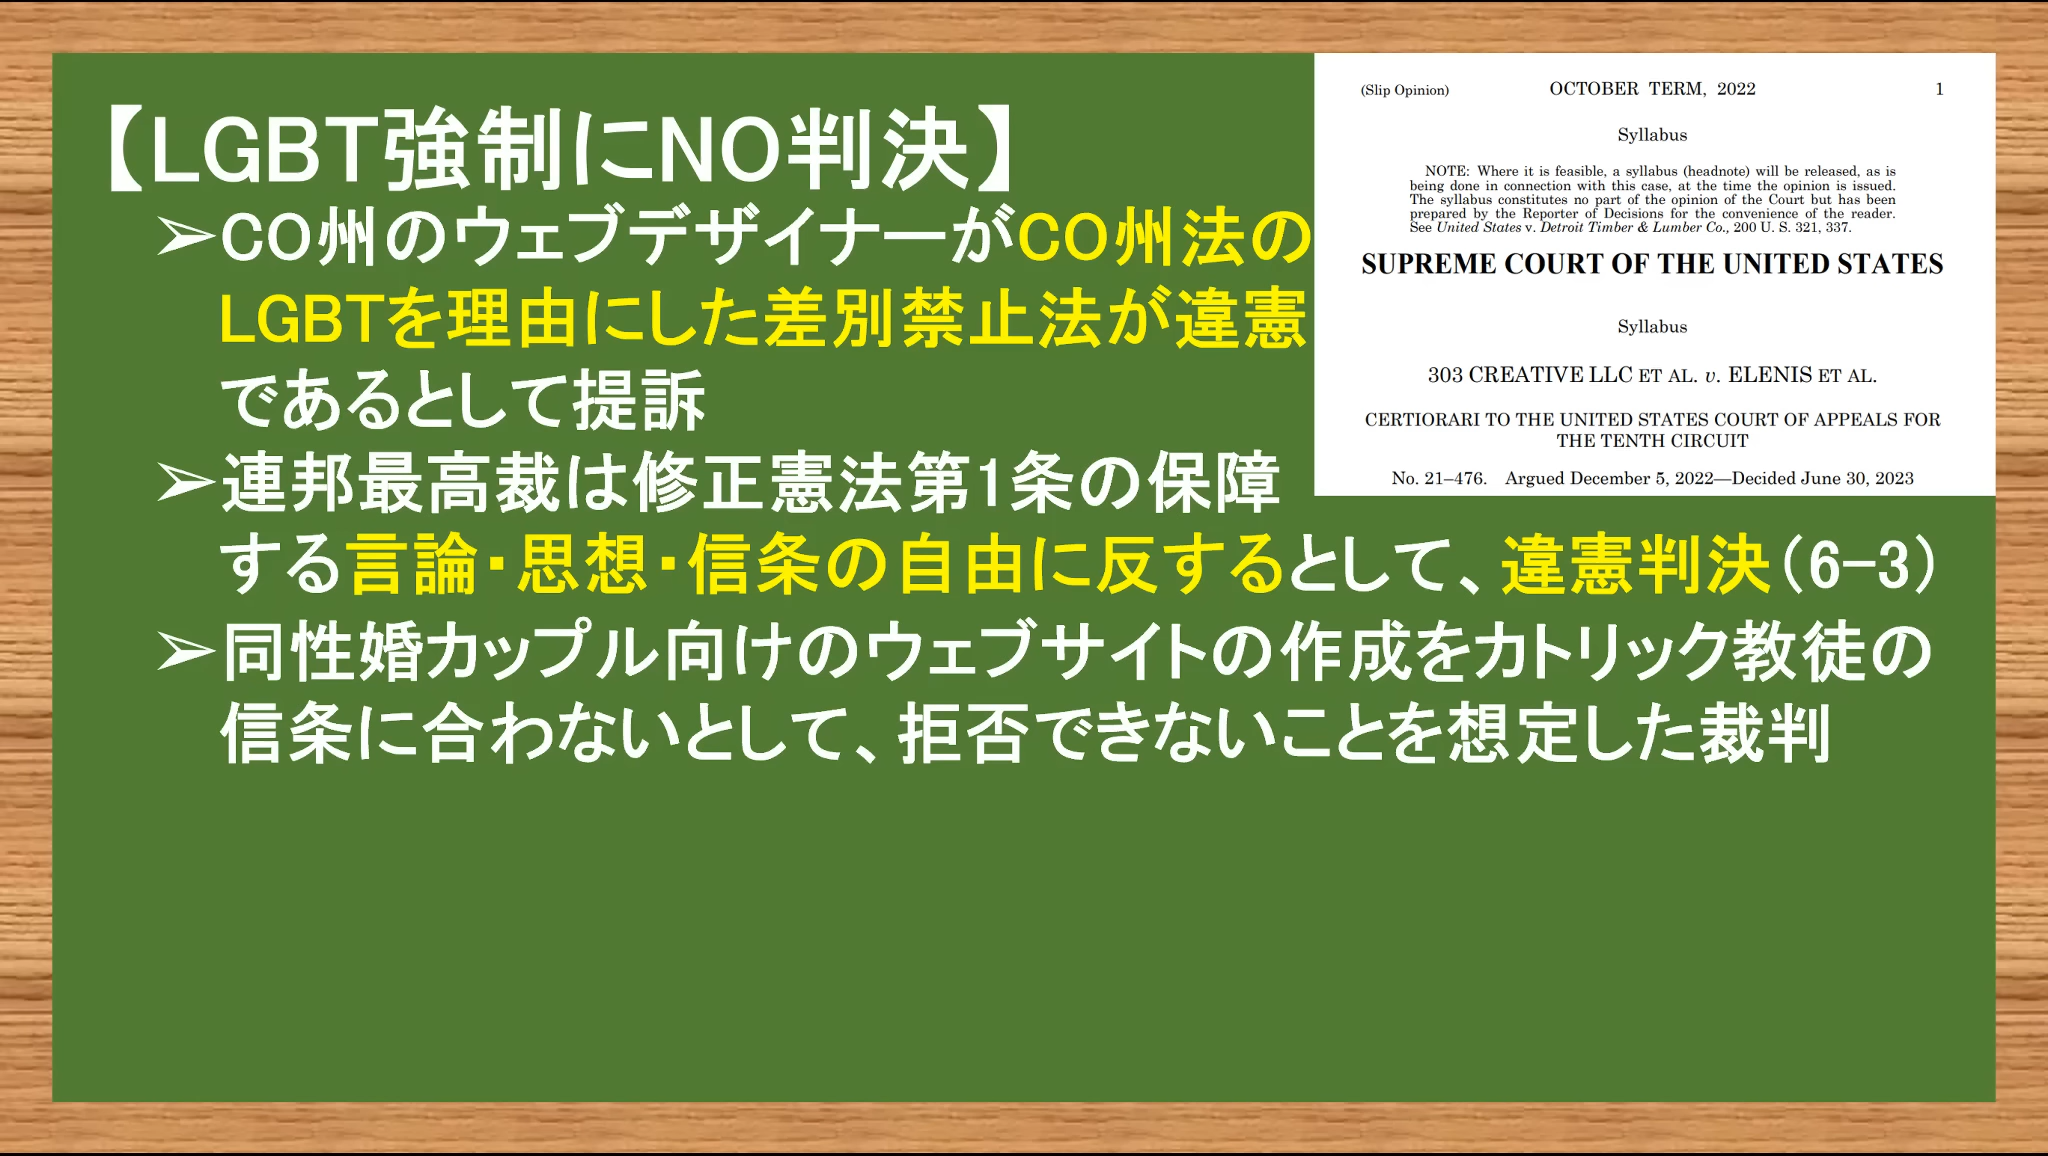 【LGBT強制にNO判決】
➢CO州のウェブデザイナーがCO州法の
LGBTを理由にした差別禁止法が違憲
であるとして提訴
➢連邦最高裁は修正憲法第1条の保障
する言論・思想・信条の自由に反するとして、違憲判決（6-3）
➢同性婚カップル向けのウェブサイトの作成をカトリック教徒の
信条に合わないとして、拒否できないことを想定した裁判
(Slip Opinion) OCTOBER TERM, 2022 1
Syllabus
NOTE: Where it is feasible, a syllabus (headnote) will be released, as is
being done in connection with this case, at the time the opinion is issued.
The syllabus constitutes no part of the opinion of the Court but has been
prepared by the Reporter of Decisions for the convenience of the reader.
See United States v. Detroit Timber & Lumber Co., 200 U. S. 321, 337.
SUPREME COURT OF THE UNITED STATES
Syllabus
303 CREATIVE LLC ET AL. v. ELENIS ET AL.
CERTIORARI TO THE UNITED STATES COURT OF APPEALS FOR
THE TENTH CIRCUIT
No. 21–476. Argued December 5, 2022—Decided June 30, 2023